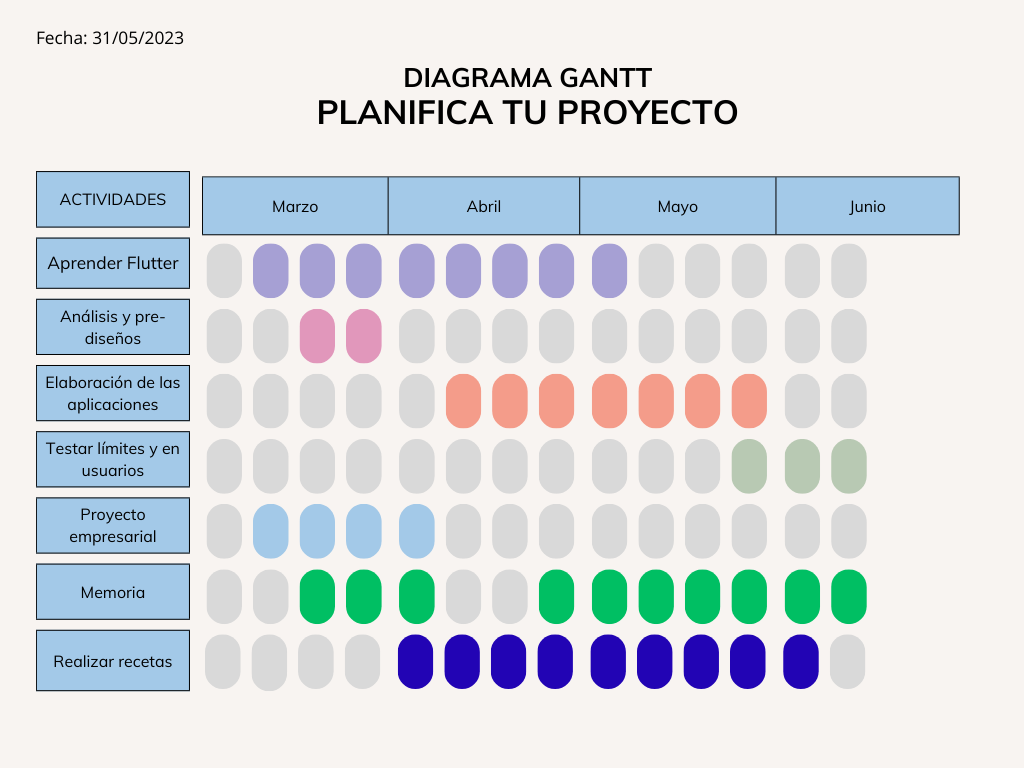 Fecha: 31/05/2023
DIAGRAMA GANTT
PLANIFICA TU PROYECTO
ACTIVIDADES
Marzo
Abril
Mayo
Junio
Aprender Flutter
Análisis y pre-
diseños
Elaboración de las
aplicaciones
Testar límites y en
usuarios
Proyecto
empresarial
Memoria
Realizar recetas